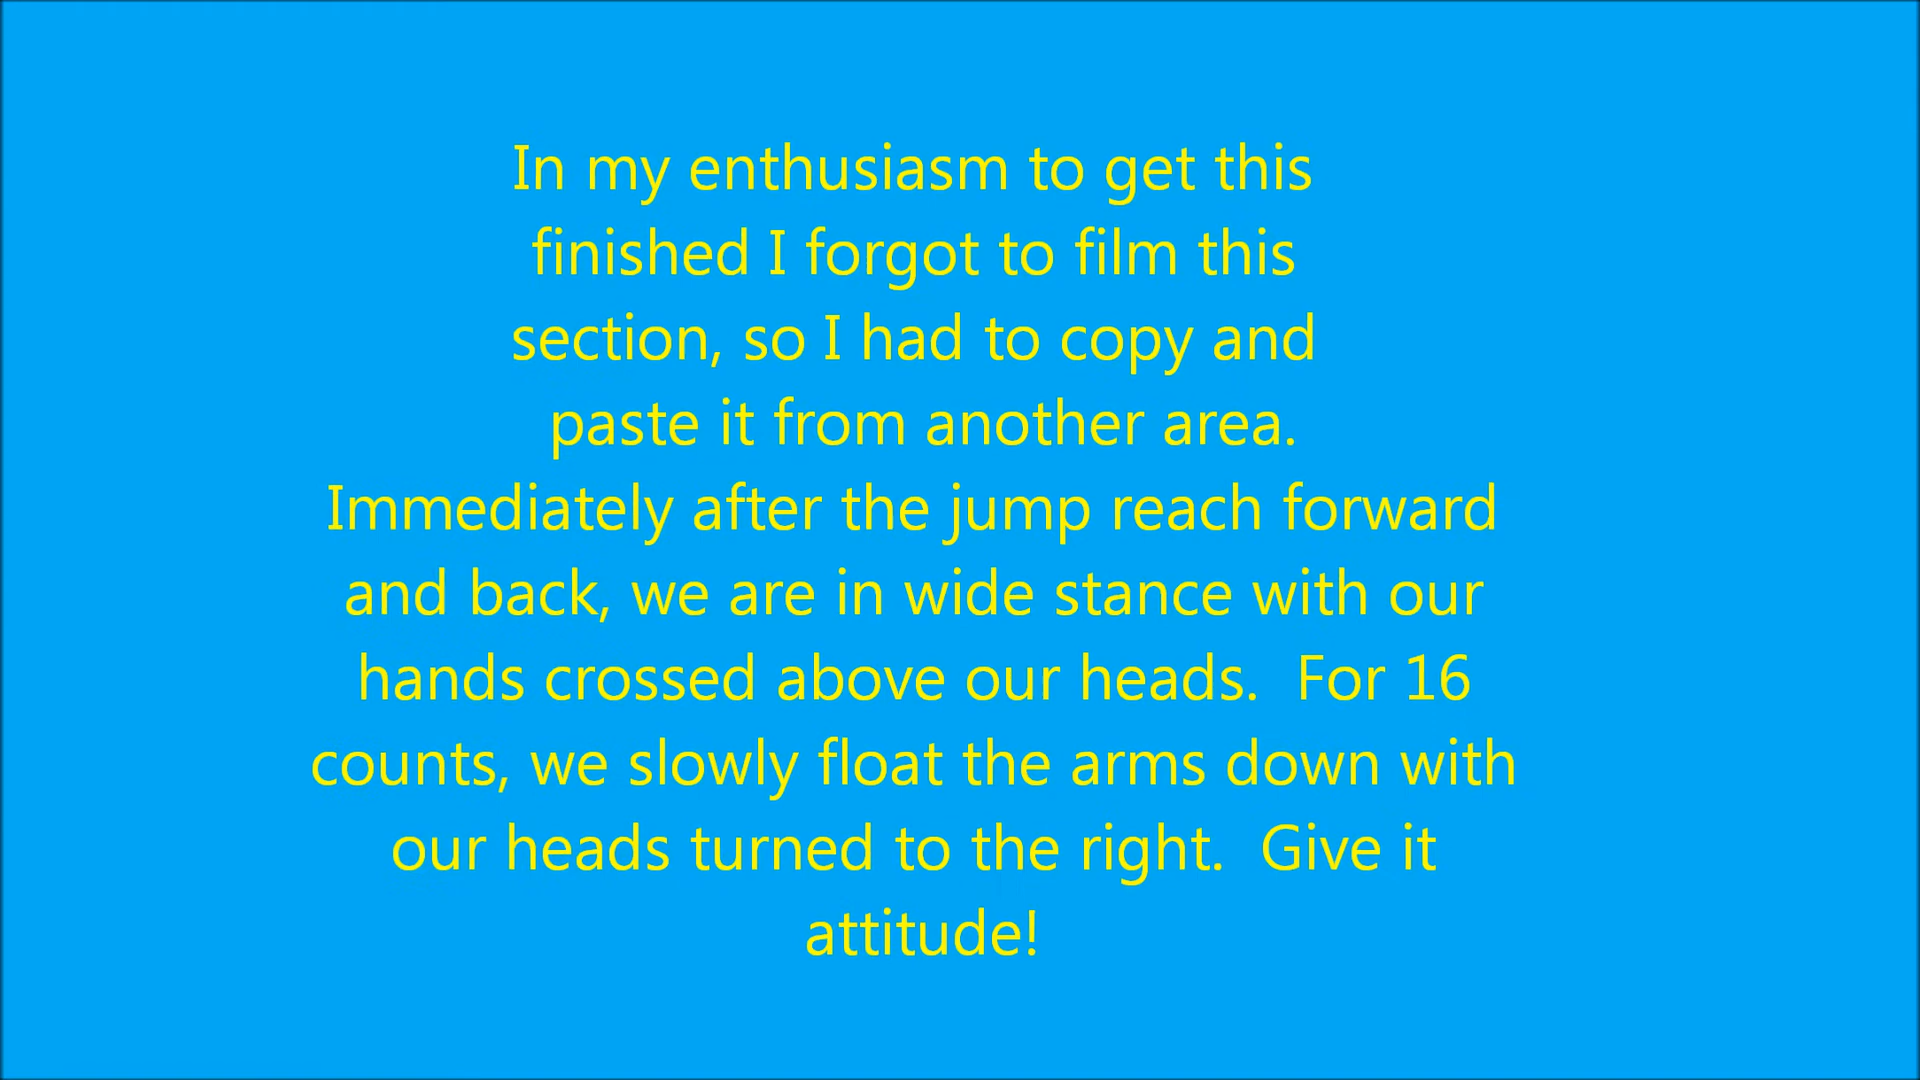 In my enthusiasm to get this
finished I forgot to film this
section, so I had to copy and
paste it from another area.
Immediately after the jump reach forward
and back, we are in wide stance with our
hands crossed above our heads.  For 16
counts, we slowly float the arms down with
our heads turned to the right.  Give it
attitude!